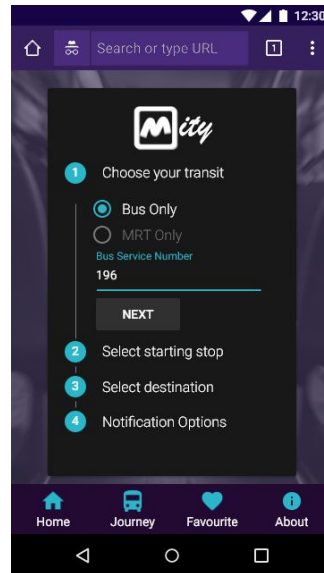 12:30
Search or type URL
1
Mity
1 Choose your transit
Bus Only
MRT Only
Bus Service Number
196
NEXT
2 Select starting stop
3 Select destination
4 Notification Options
Home Journey Favourite About